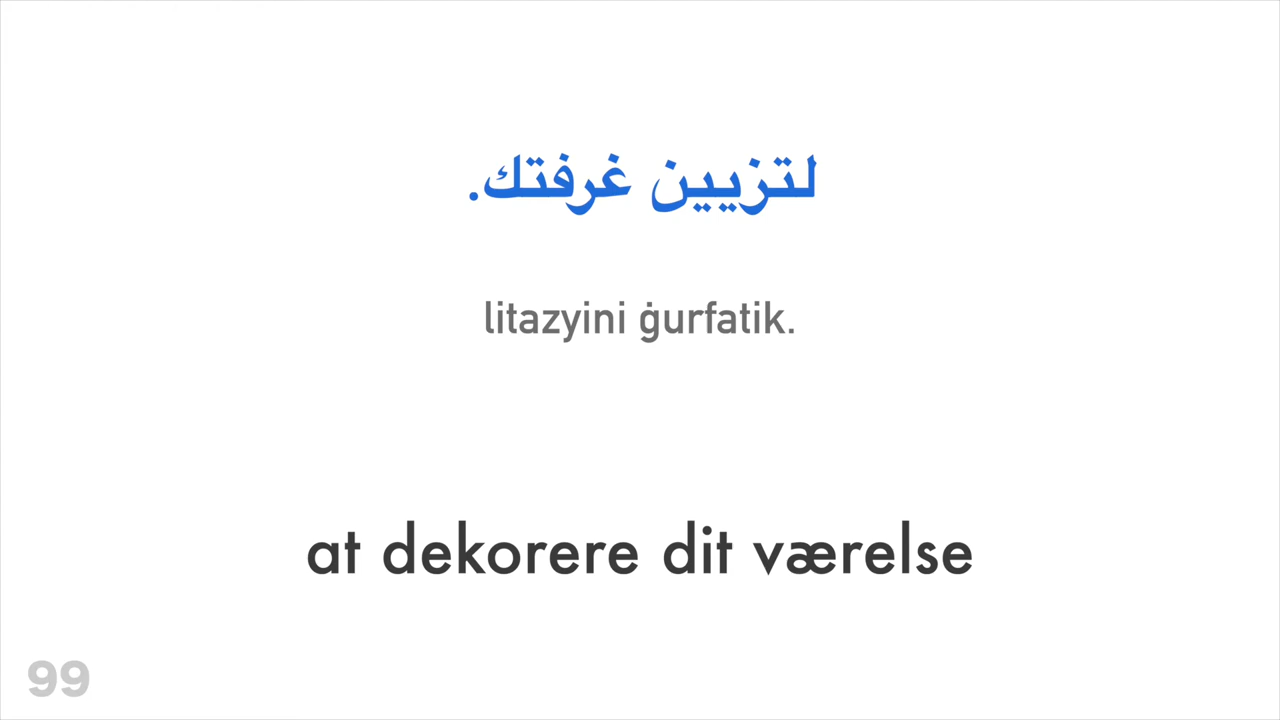 لتزيين غرفتك.
litazyini ġurfatik.
at dekorere dit værelse
99